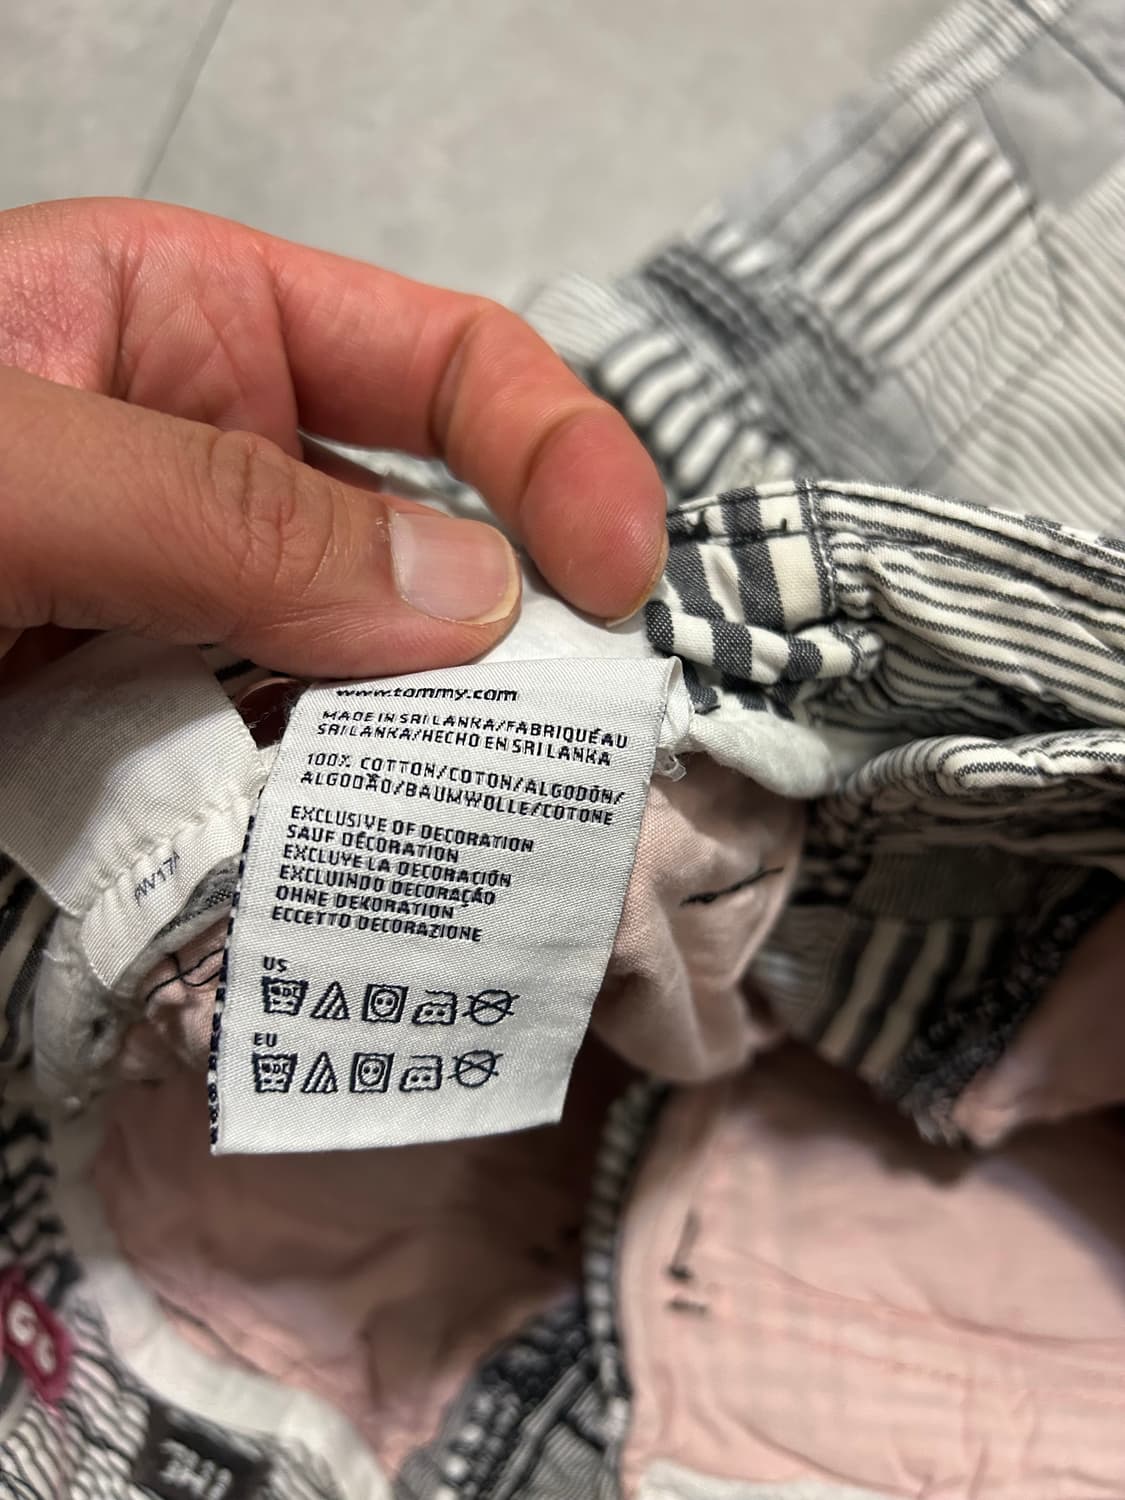 www.tommy.com
MADE IN SRI LANKA/FABRIQUÉ AU
SRI LANKA/HECHO EN SRI LANKA
100% COTTON/COTON/ALGODÓN/
ALGODÃO/BAUMWOLLE/COTONE
EXCLUSIVE OF DECORATION
SAUF DÉCORATION
EXCLUYE LA DECORACIÓN
EXCLUINDO DECORAÇÃO
OHNE DEKORATION
ECCETTO DECORAZIONE
US
EU